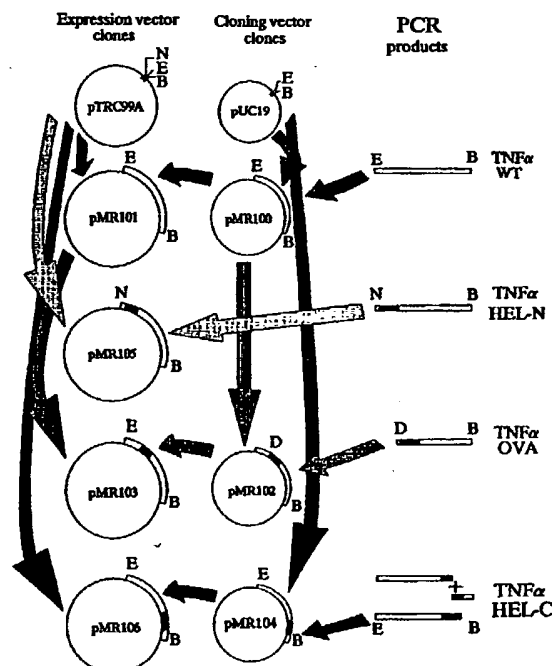 Expression vector
clones
Cloning vector
clones
PCR
products
N
E
B
pTRC99A
E
B
pUC19
E
B
pMR101
E
B
pMR100
E B
TNFα
WT
N
B
pMR105
N B
TNFα
HEL-N
E
B
pMR103
D
B
pMR102
D B
TNFα
OVA
E
B
pMR106
E
B
pMR104
+
E B
TNFα
HEL-C